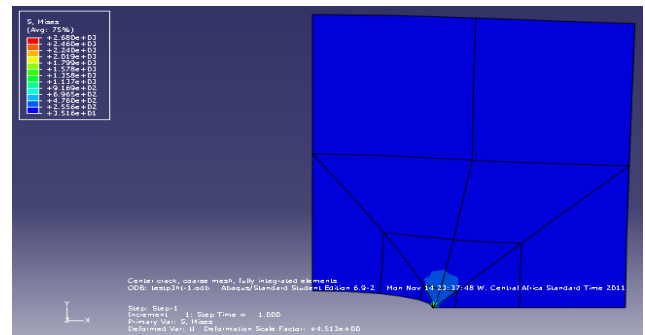 S, Mises
(Avg: 75%)
+2.680e+03
+2.460e+03
+2.240e+03
+2.019e+03
+1.799e+03
+1.578e+03
+1.358e+03
+1.137e+03
+9.169e+02
+6.965e+02
+4.760e+02
+2.556e+02
+3.516e+01
Center crack, coarse mesh, fully integrated elements
ODB: testp3nt-1.odb Abaqus/Standard Student Edition 6.9-2 Mon Nov 14 23:37:48 W. Central Africa Standard Time 2011
Y
X
Step: Step-1
Increment 1: Step Time = 1.000
Primary Var: S, Mises
Deformed Var: U Deformation Scale Factor: +4.513e+00